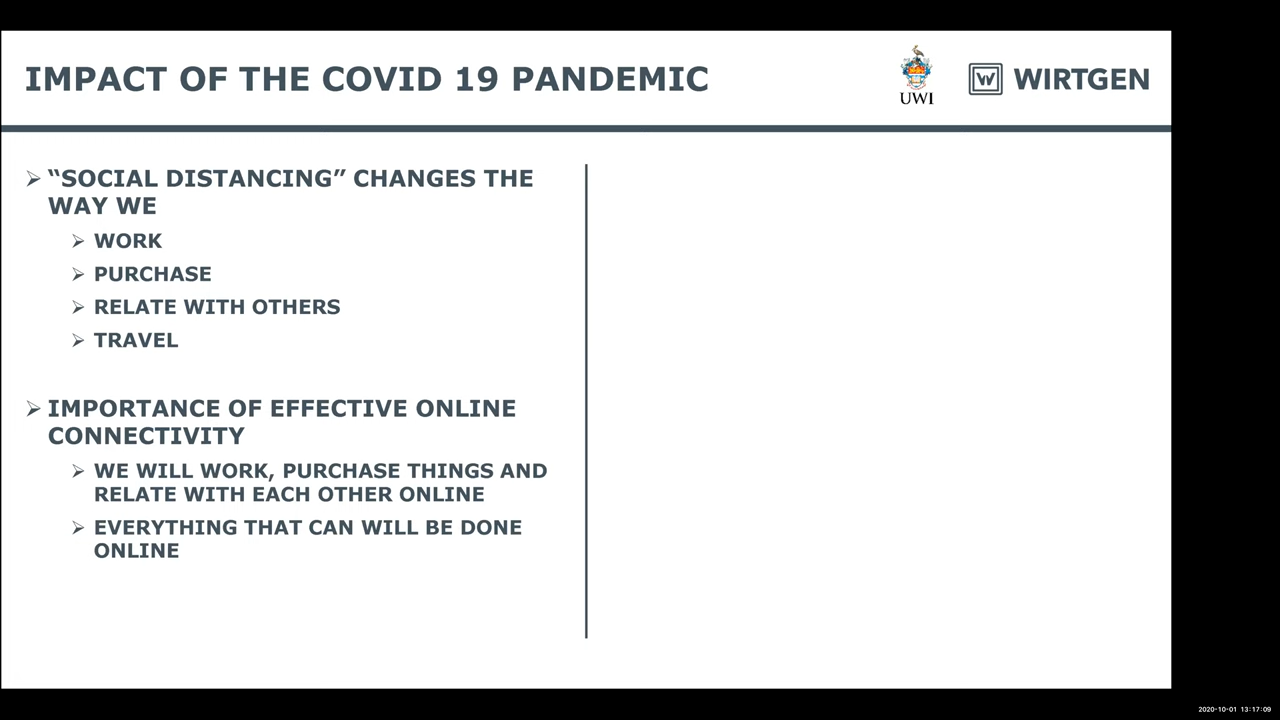 IMPACT OF THE COVID 19 PANDEMIC
UWI
W WIRTGEN
➢ “SOCIAL DISTANCING” CHANGES THE
WAY WE
➢ WORK
➢ PURCHASE
➢ RELATE WITH OTHERS
➢ TRAVEL
➢ IMPORTANCE OF EFFECTIVE ONLINE
CONNECTIVITY
➢ WE WILL WORK, PURCHASE THINGS AND
RELATE WITH EACH OTHER ONLINE
➢ EVERYTHING THAT CAN WILL BE DONE
ONLINE
2020-10-01 13:17:09